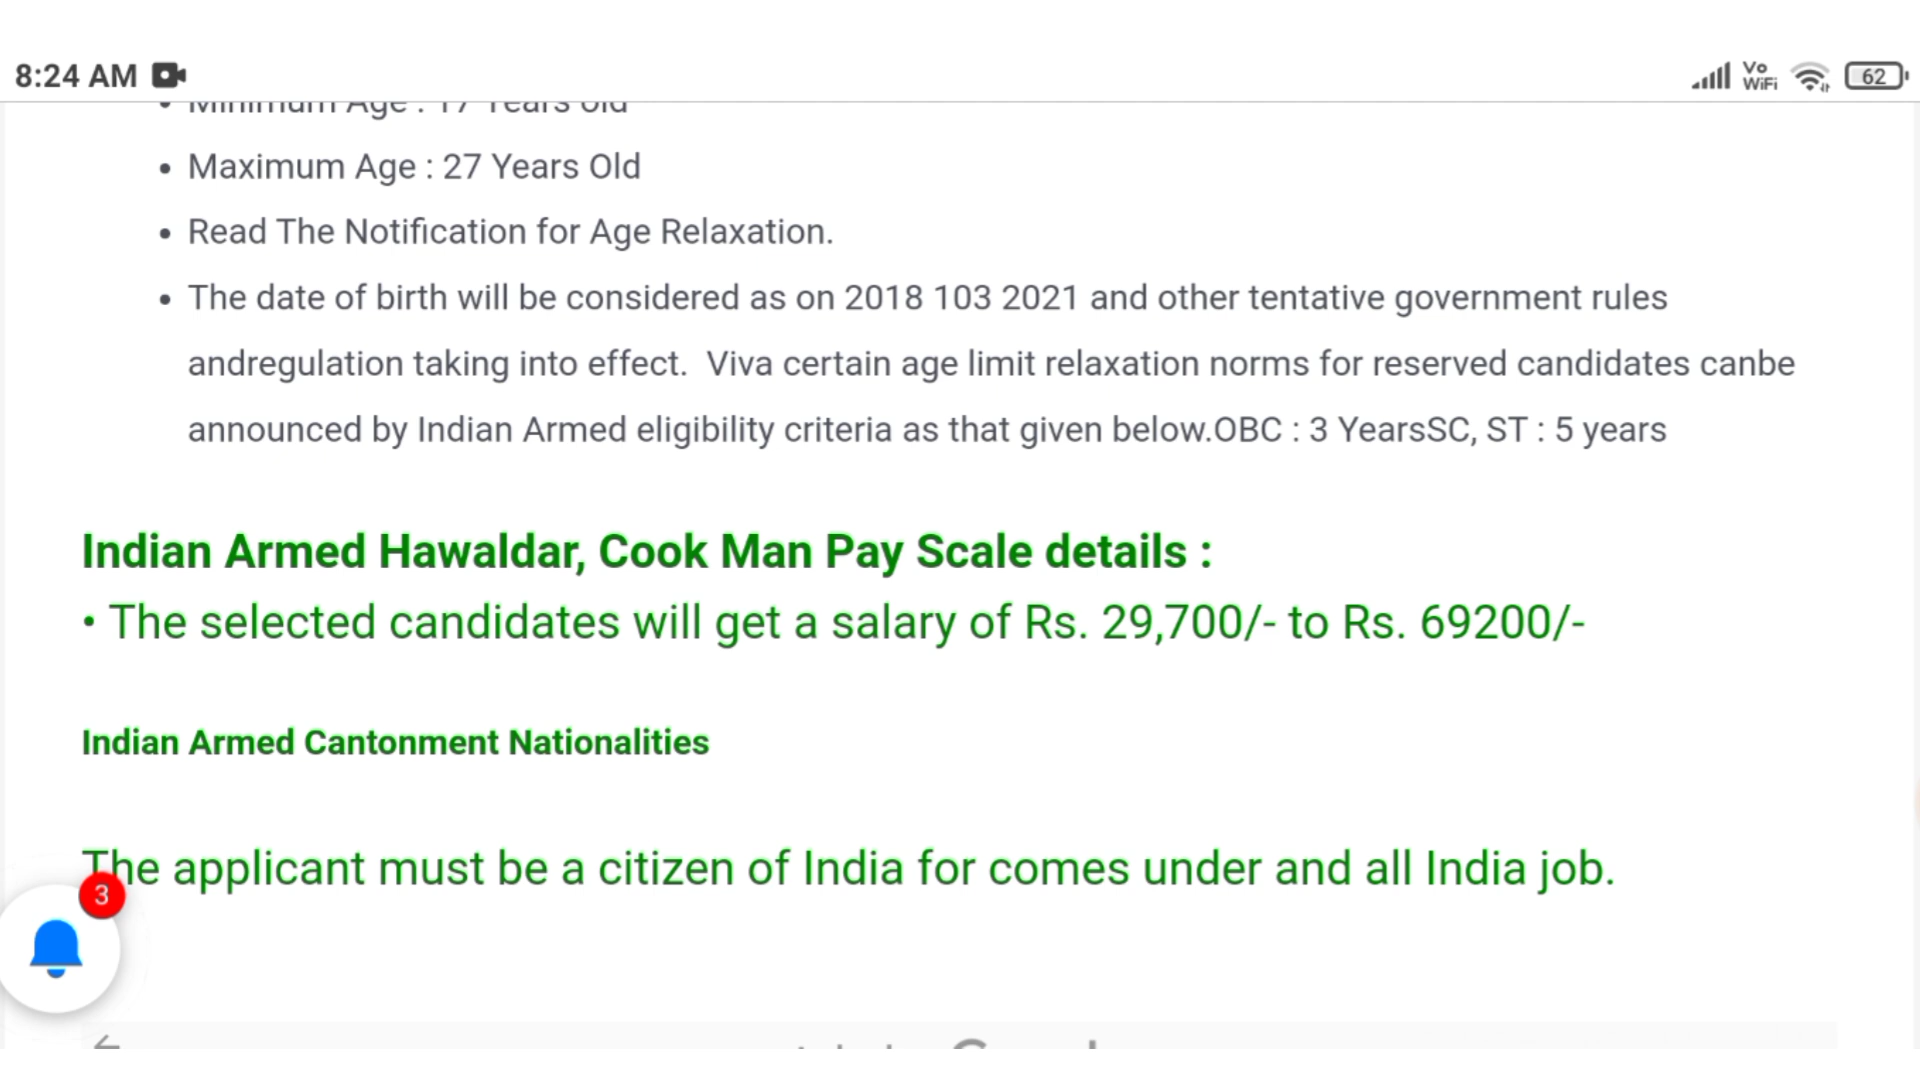 8:24 AM
Vo
WiFi
62
• Minimum Age : 17 Years old
• Maximum Age : 27 Years Old
• Read The Notification for Age Relaxation.
• The date of birth will be considered as on 2018 103 2021 and other tentative government rules
andregulation taking into effect.  Viva certain age limit relaxation norms for reserved candidates canbe
announced by Indian Armed eligibility criteria as that given below.OBC : 3 YearsSC, ST : 5 years
Indian Armed Hawaldar, Cook Man Pay Scale details :
• The selected candidates will get a salary of Rs. 29,700/- to Rs. 69200/-
Indian Armed Cantonment Nationalities
The applicant must be a citizen of India for comes under and all India job.
3